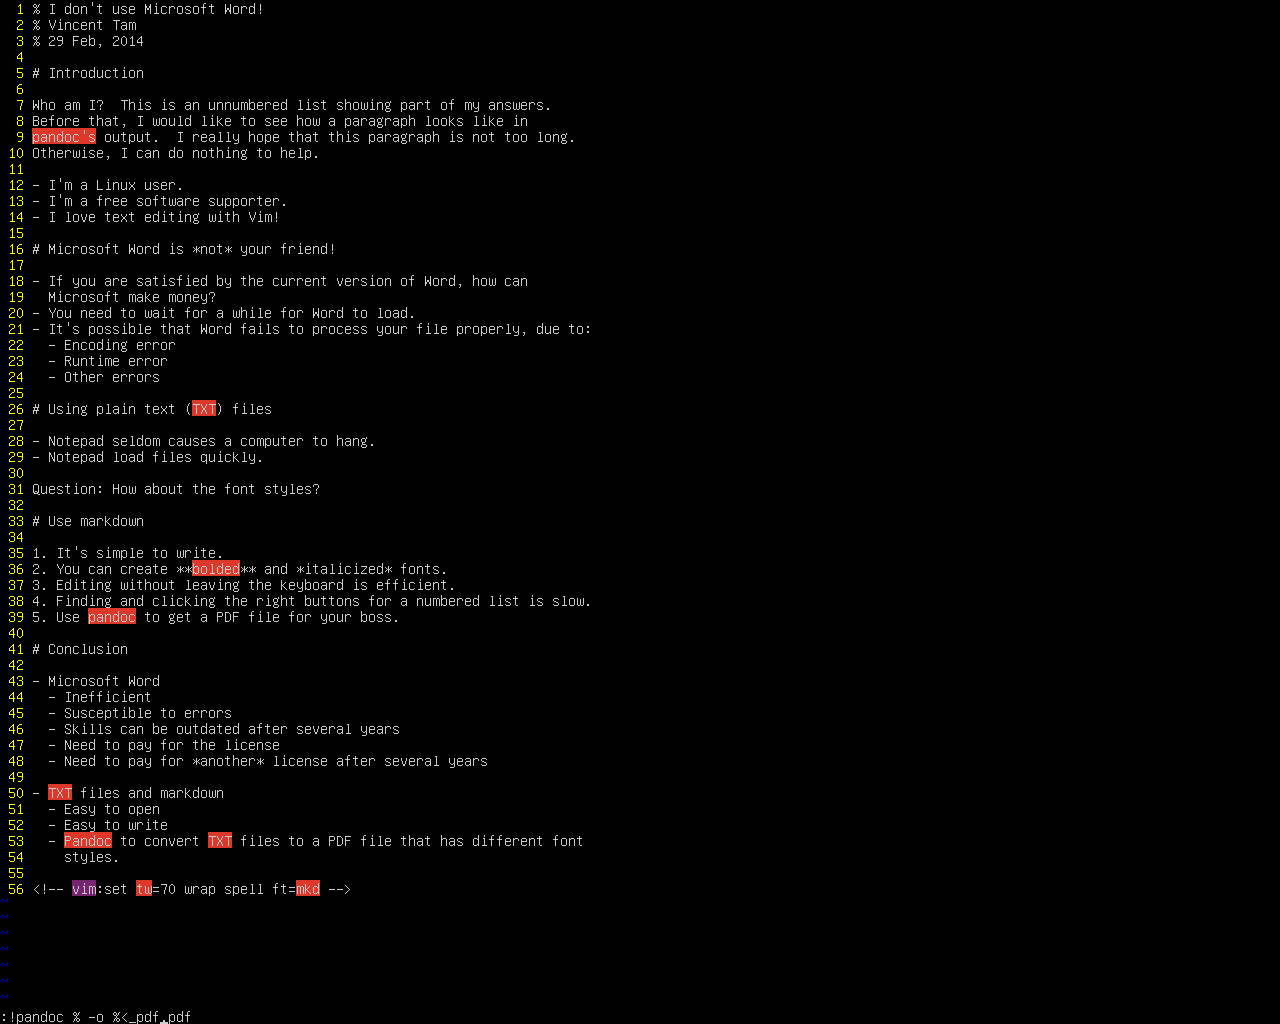 1 % I don't use Microsoft Word!
2 % Vincent Tam
3 % 29 Feb, 2014
4
5 # Introduction
6
7 Who am I?  This is an unnumbered list showing part of my answers.
8 Before that, I would like to see how a paragraph looks like in
9 pandoc's output.  I really hope that this paragraph is not too long.
10 Otherwise, I can do nothing to help.
11
12 - I'm a Linux user.
13 - I'm a free software supporter.
14 - I love text editing with Vim!
15
16 # Microsoft Word is *not* your friend!
17
18 - If you are satisfied by the current version of Word, how can
19   Microsoft make money?
20 - You need to wait for a while for Word to load.
21 - It's possible that Word fails to process your file properly, due to:
22   - Encoding error
23   - Runtime error
24   - Other errors
25
26 # Using plain text (TXT) files
27
28 - Notepad seldom causes a computer to hang.
29 - Notepad load files quickly.
30
31 Question: How about the font styles?
32
33 # Use markdown
34
35 1. It's simple to write.
36 2. You can create **bolded** and *italicized* fonts.
37 3. Editing without leaving the keyboard is efficient.
38 4. Finding and clicking the right buttons for a numbered list is slow.
39 5. Use pandoc to get a PDF file for your boss.
40
41 # Conclusion
42
43 - Microsoft Word
44   - Inefficient
45   - Susceptible to errors
46   - Skills can be outdated after several years
47   - Need to pay for the license
48   - Need to pay for *another* license after several years
49
50 - TXT files and markdown
51   - Easy to open
52   - Easy to write
53   - Pandoc to convert TXT files to a PDF file that has different font
54     styles.
55
56 <!-- vim:set tw=70 wrap spell ft=mkd -->
~
~
~
~
~
~
~
:!pandoc % -o %<_pdf.pdf